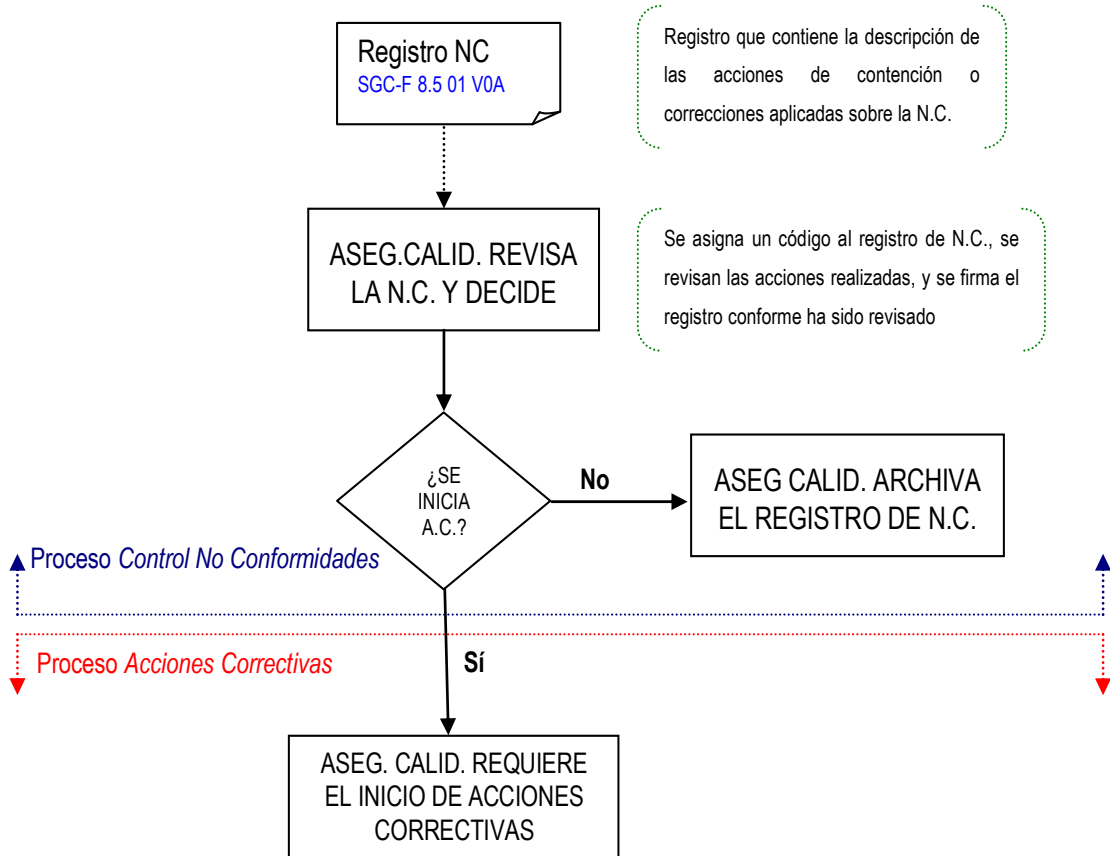 Registro NC
SGC-F 8.5 01 V0A
Registro que contiene la descripción de
las acciones de contención o
correcciones aplicadas sobre la N.C.
ASEG.CALID. REVISA
LA N.C. Y DECIDE
Se asigna un código al registro de N.C., se
revisan las acciones realizadas, y se firma el
registro conforme ha sido revisado
¿SE
INICIA
A.C.?
No
ASEG CALID. ARCHIVA
EL REGISTRO DE N.C.
Proceso Control No Conformidades
Proceso Acciones Correctivas
Sí
ASEG. CALID. REQUIERE
EL INICIO DE ACCIONES
CORRECTIVAS